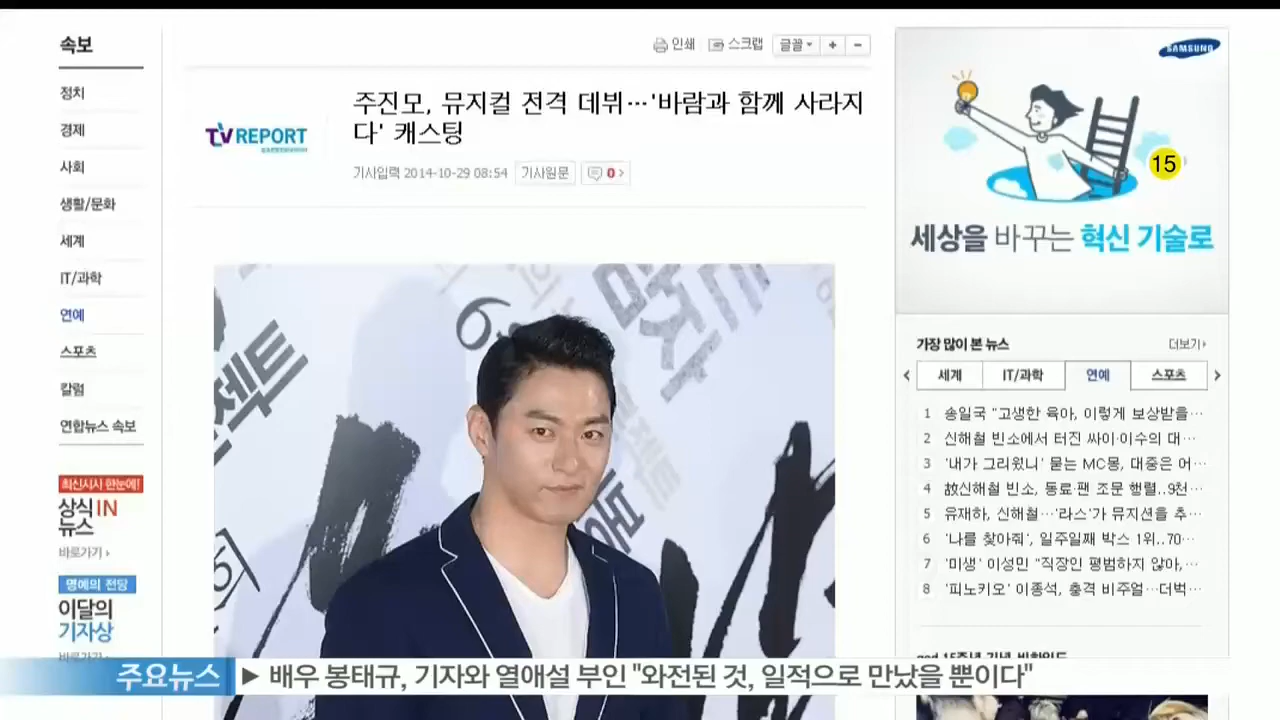 속보
정치
경제
사회
생활/문화
세계
IT/과학
연예
스포츠
칼럼
연합뉴스 속보
최신시사 한눈에!
상식IN
뉴스
바로가기
명예의 전당
이달의
기자상
바로가기
인쇄 스크랩 글꼴 + -
TV REPORT
주진모, 뮤지컬 전격 데뷔…'바람과 함께 사라지
다' 캐스팅
기사입력 2014-10-29 08:54 기사원문 0
SAMSUNG
15
세상을 바꾸는 혁신 기술로
가장 많이 본 뉴스 더보기
세계 IT/과학 연예 스포츠
1 송일국 "고생한 육아, 이렇게 보상받을…
2 신해철 빈소에서 터진 싸이·이수의 대…
3 '내가 그리웠니' 묻는 MC몽, 대중은 어…
4 故신해철 빈소, 동료·팬 조문 행렬..9천…
5 유재하, 신해철…'라스'가 뮤지션을 추…
6 '나를 찾아줘', 일주일째 박스 1위..70…
7 '미생' 이성민 "직장인 평범하지 않아,…
8 '피노키오' 이종석, 충격 비주얼…더벅…
주요뉴스 ▶ 배우 봉태규, 기자와 열애설 부인 "와전된 것, 일적으로 만났을 뿐이다"